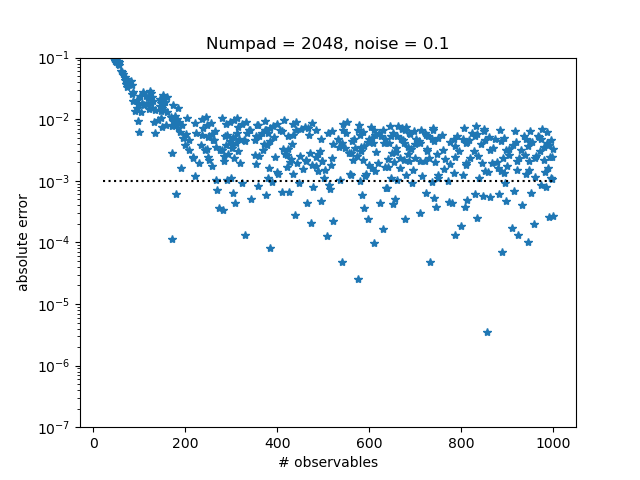 Numpad = 2048, noise = 0.1
absolute error
10⁻¹
10⁻²
10⁻³
10⁻⁴
10⁻⁵
10⁻⁶
10⁻⁷
0 200 400 600 800 1000
# observables